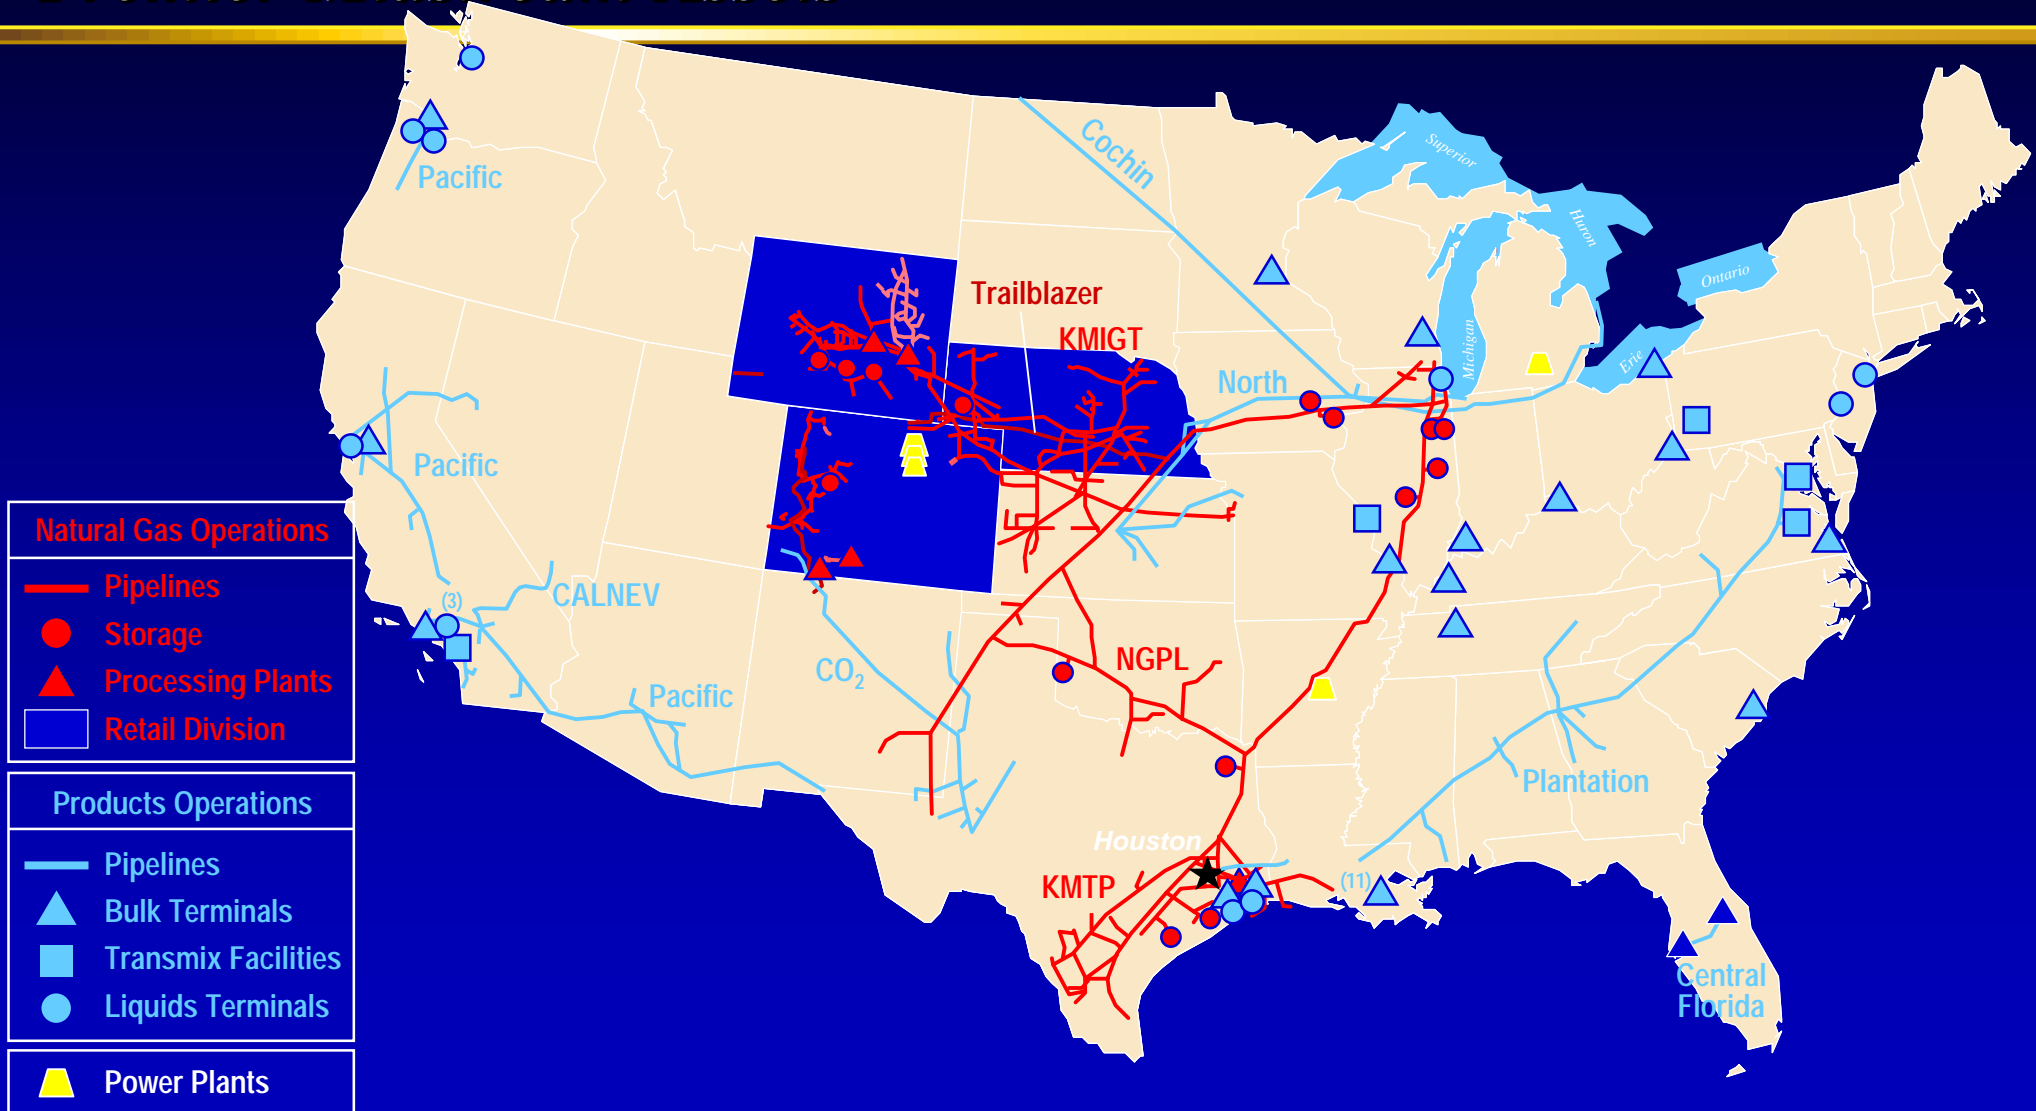 Superior
Cochin
Pacific
Huron
Ontario
Trailblazer
KMIGT
Michigan
Erie
North
Pacific
Natural Gas Operations
Pipelines
Storage
Processing Plants
Retail Division
(3)
CALNEV
CO2
NGPL
Pacific
Products Operations
Pipelines
Bulk Terminals
Transmix Facilities
Liquids Terminals
Plantation
Houston
KMTP
(11)
Central
Florida
Power Plants